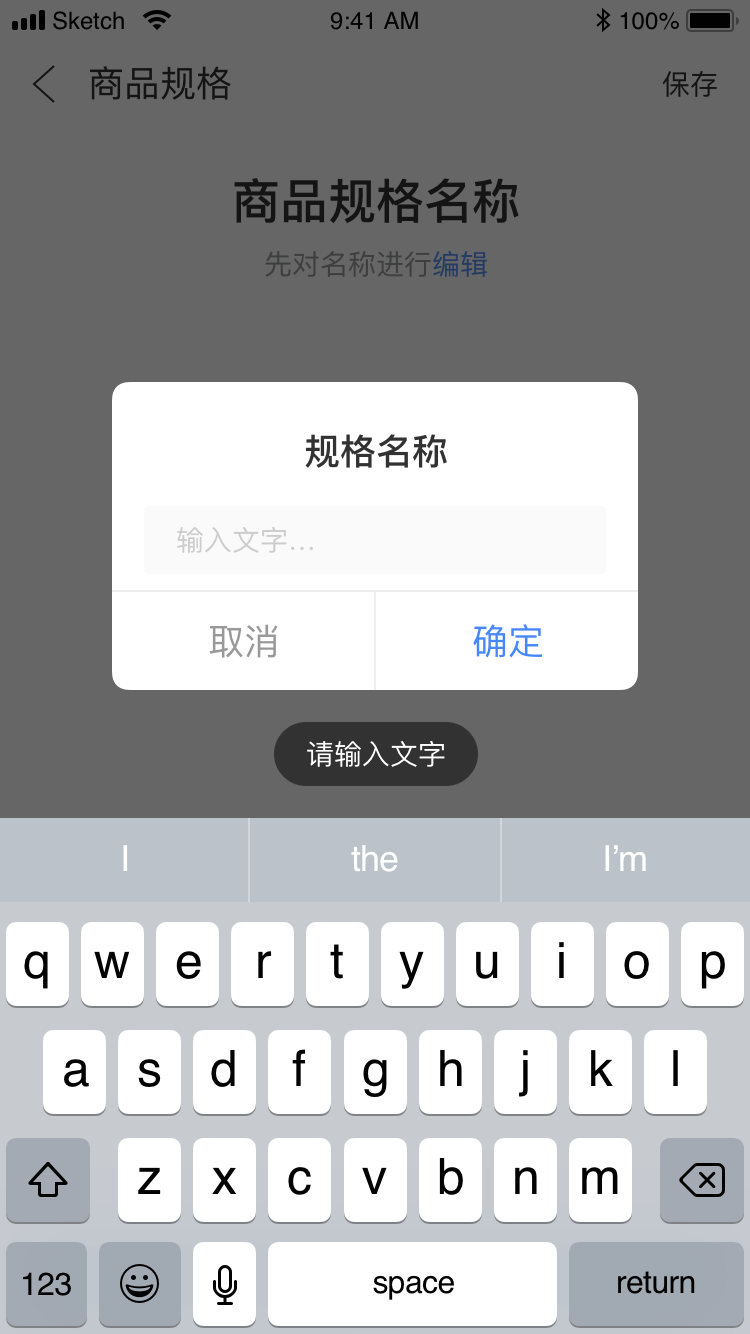 Sketch 9:41 AM 100%
商品规格 保存
商品规格名称
先对名称进行编辑
规格名称
输入文字...
取消 确定
请输入文字
I the I'm
q w e r t y u i o p
a s d f g h j k l
z x c v b n m
123 space return